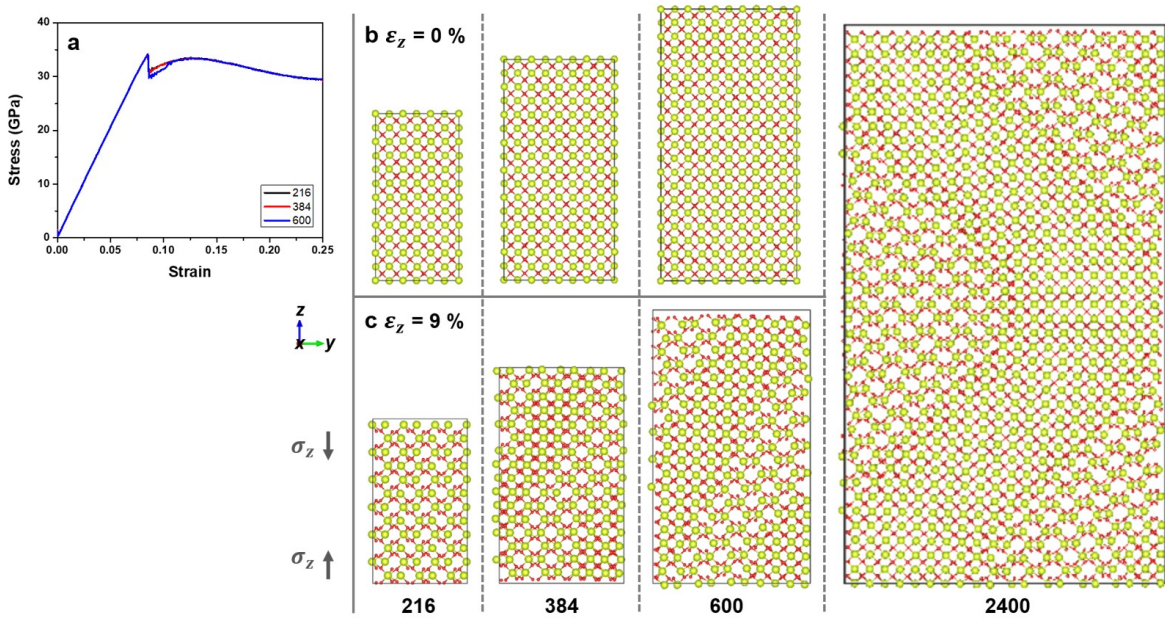 a
Stress (GPa)
40
30
20
10
0
0.00 0.05 0.10 0.15 0.20 0.25
Strain
216
384
600
b εz = 0 %
c εz = 9 %
z
x y
σz
σz
216 384 600 2400